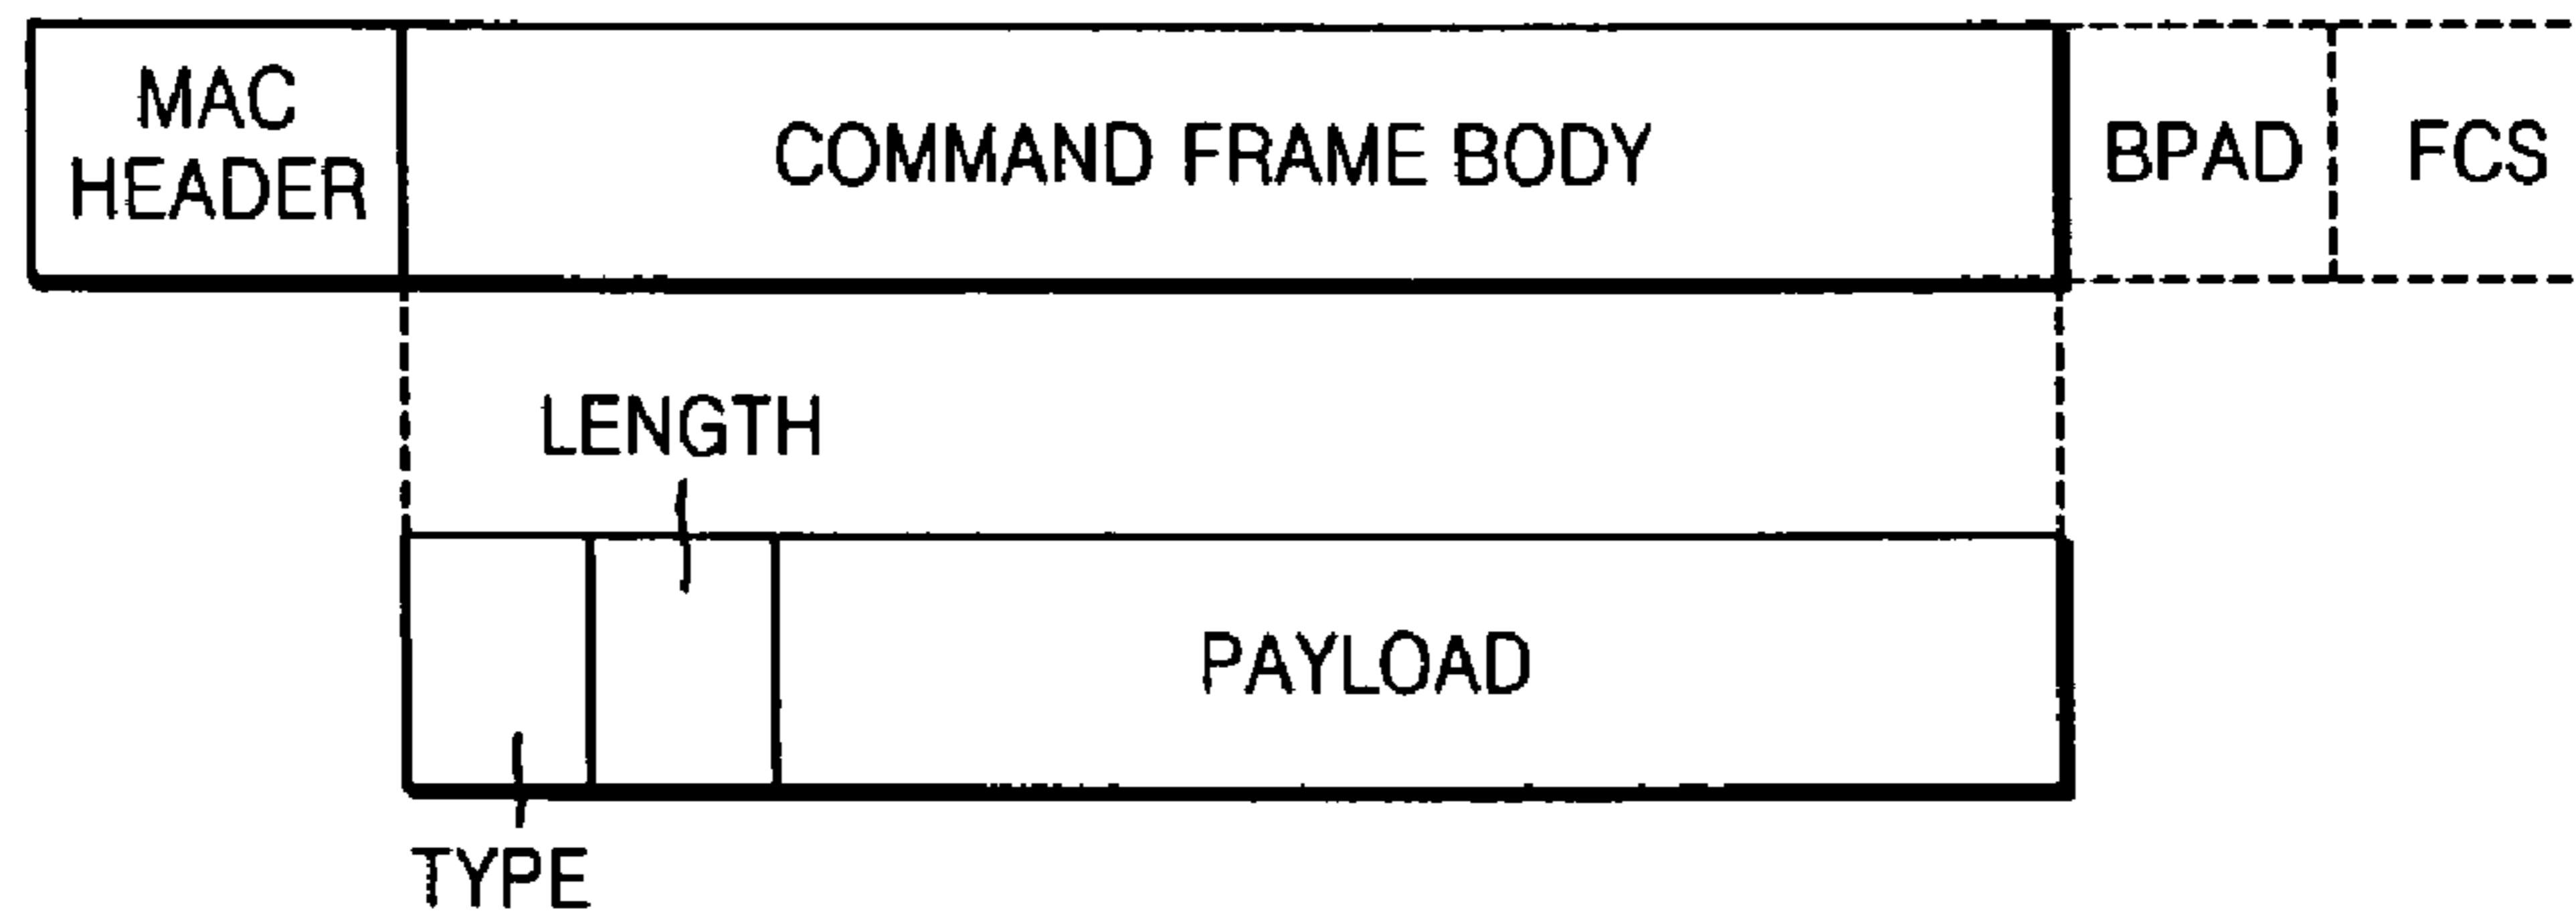 MAC
HEADER
COMMAND FRAME BODY
BPAD
FCS
LENGTH
PAYLOAD
TYPE